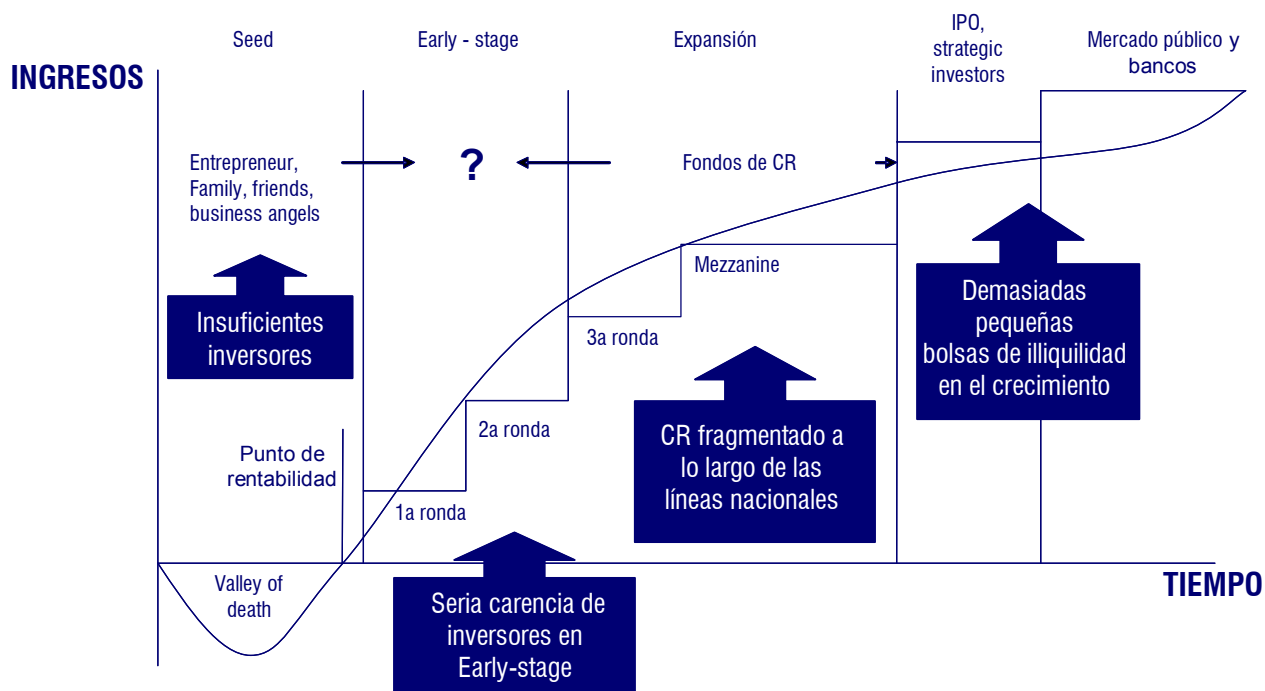 Seed
Early - stage
Expansión
IPO,
strategic
investors
Mercado público y
bancos
INGRESOS
Entrepreneur,
Family, friends,
business angels
?
Fondos de CR
Insuficientes
inversores
Mezzanine
Demasiadas
pequeñas
bolsas de illiquilidad
en el crecimiento
3a ronda
2a ronda
CR fragmentado a
lo largo de las
líneas nacionales
Punto de
rentabilidad
1a ronda
Valley of
death
TIEMPO
Seria carencia de
inversores en
Early-stage